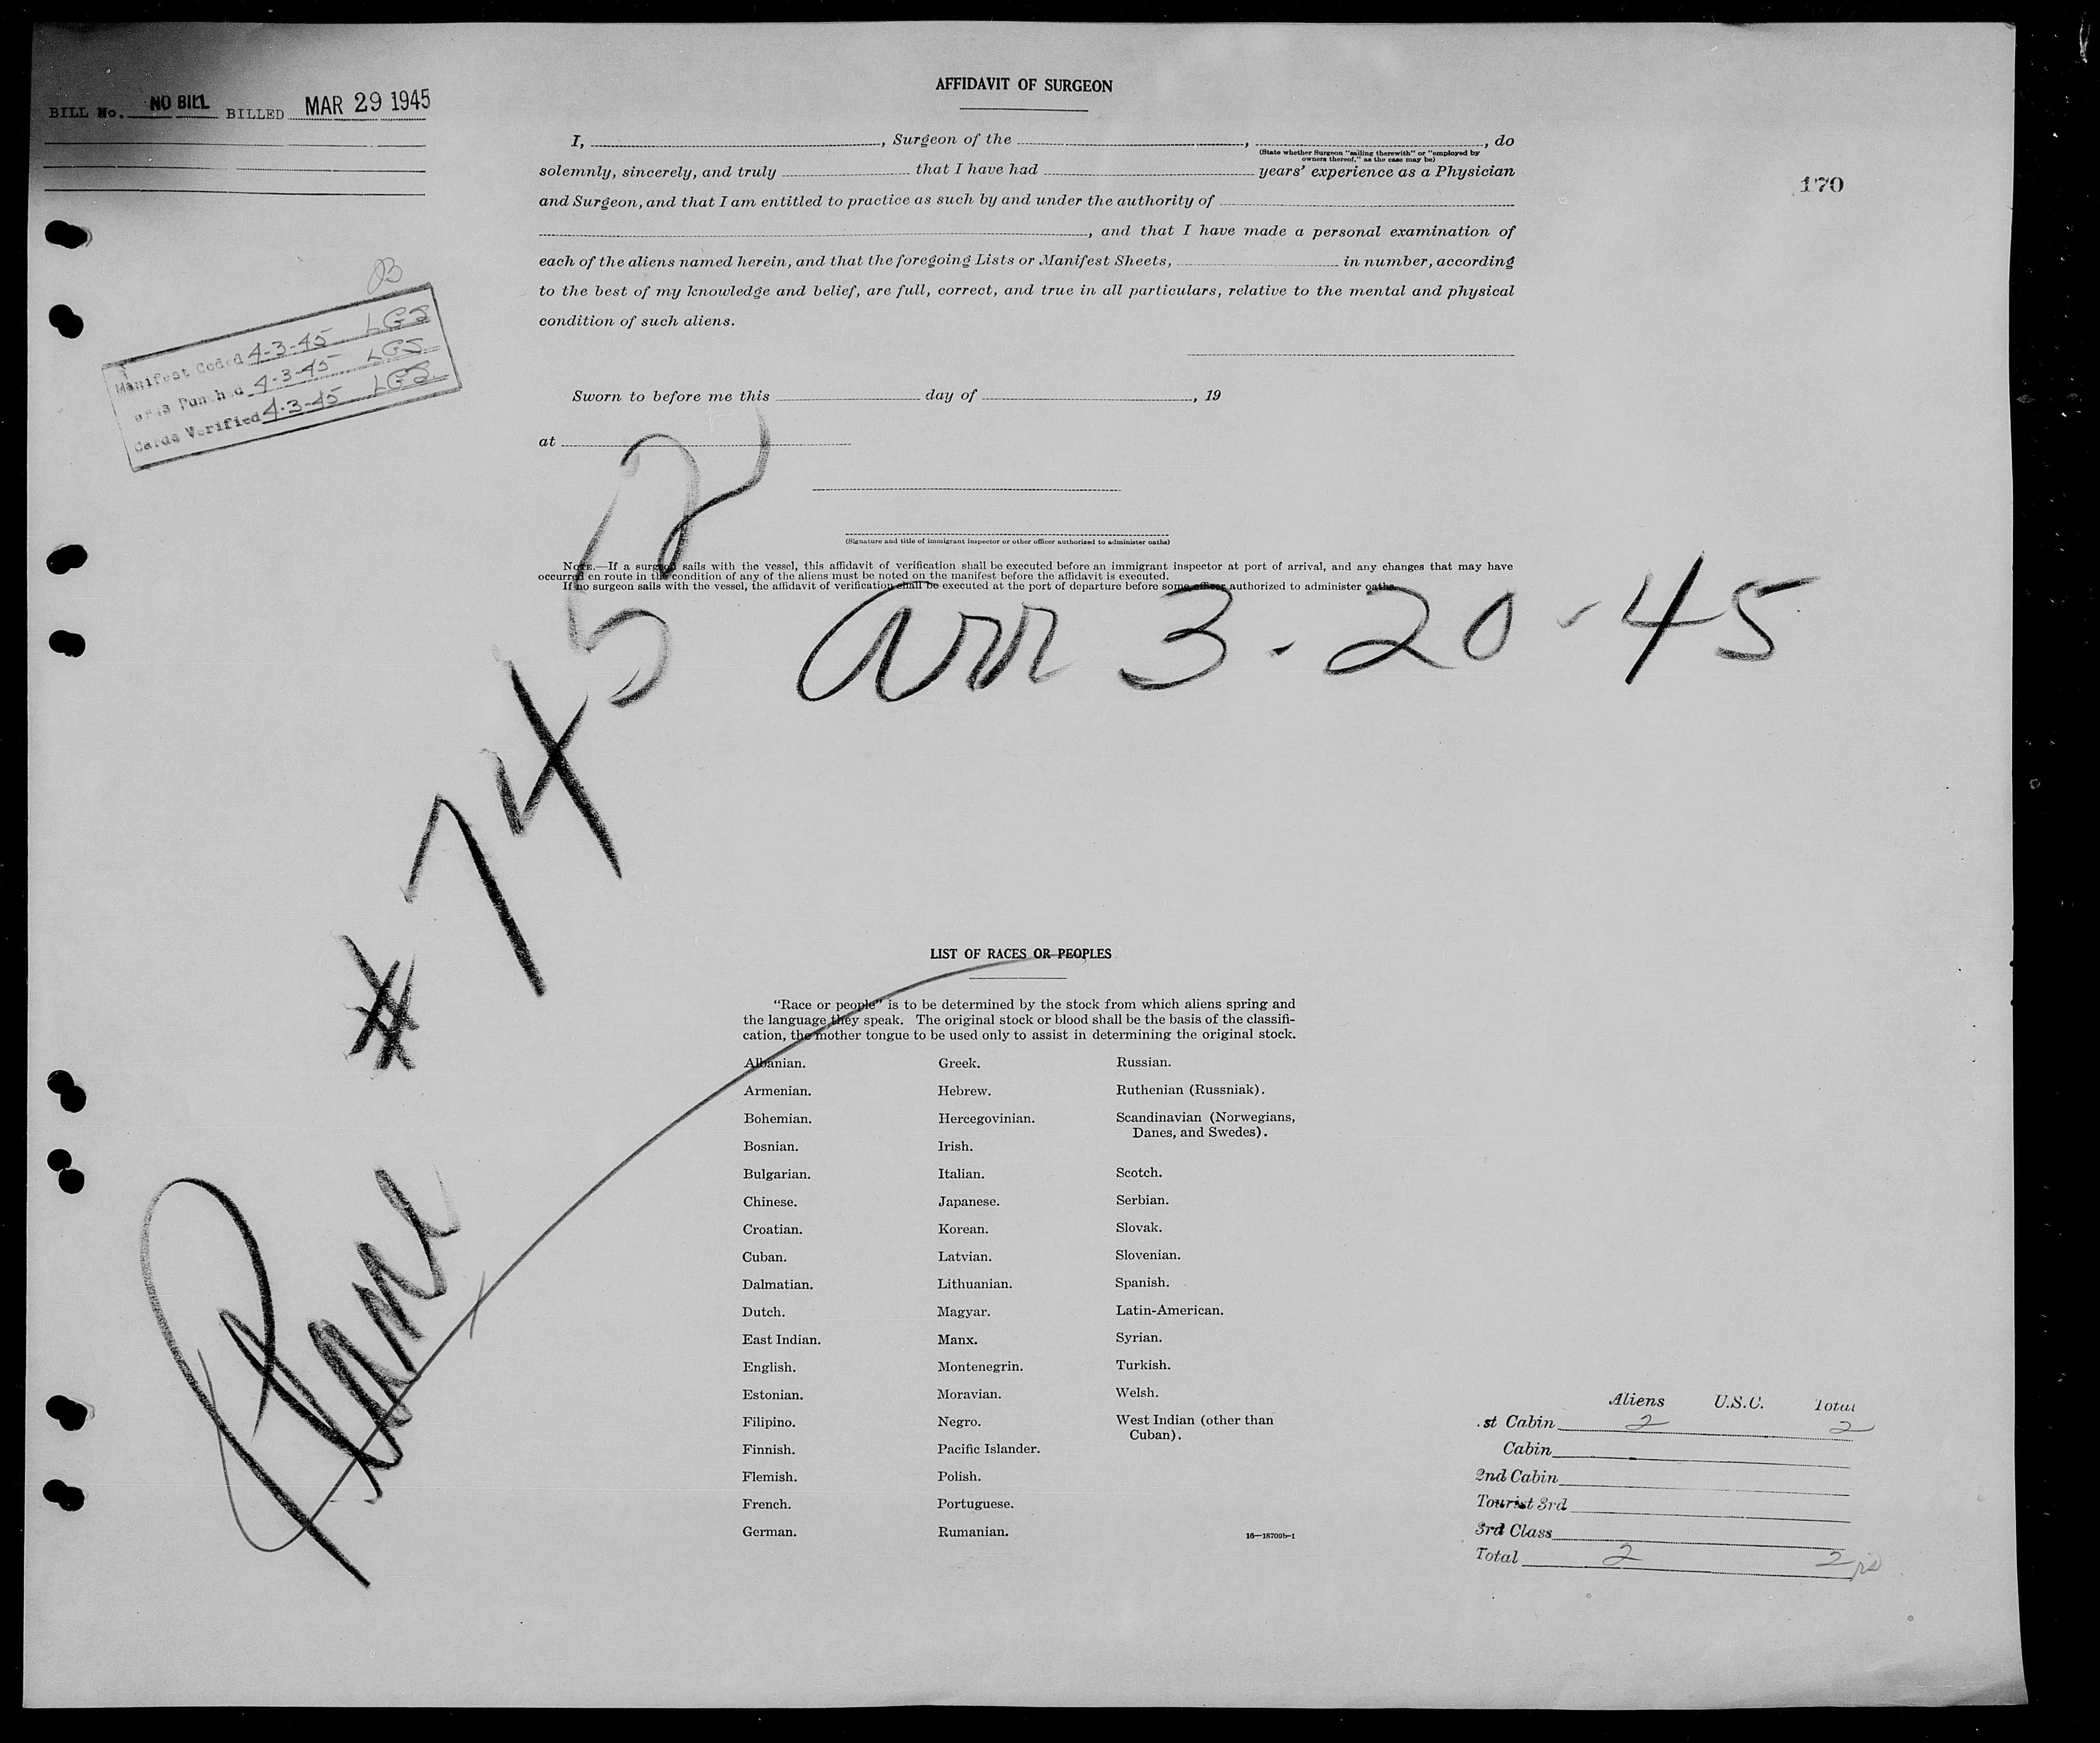 BILL No. NO BILL BILLED MAR 29 1945
AFFIDAVIT OF SURGEON
I, , Surgeon of the , , do
(State whether Surgeon "sailing therewith" or "employed by
owners thereof," as the case may be)
solemnly, sincerely, and truly that I have had years' experience as a Physician
and Surgeon, and that I am entitled to practice as such by and under the authority of
, and that I have made a personal examination of
each of the aliens named herein, and that the foregoing Lists or Manifest Sheets, in number, according
to the best of my knowledge and belief, are full, correct, and true in all particulars, relative to the mental and physical
condition of such aliens.
170
Manifest Coded 4-3-45 LGS
Punched 4-3-45 LGS
Cards Verified 4-3-45 LGS
Sworn to before me this day of , 19
at
(Signature and title of immigrant inspector or other officer authorized to administer oaths)
NOTE.—If a surgeon sails with the vessel, this affidavit of verification shall be executed before an immigrant inspector at port of arrival, and any changes that may have
occurred en route in the condition of any of the aliens must be noted on the manifest before the affidavit is executed.
If no surgeon sails with the vessel, the affidavit of verification shall be executed at the port of departure before some officer authorized to administer oaths.
Arr 3-20-45
Plane # 7452
LIST OF RACES OR PEOPLES
"Race or people" is to be determined by the stock from which aliens spring and
the language they speak. The original stock or blood shall be the basis of the classifi-
cation, the mother tongue to be used only to assist in determining the original stock.
Albanian.
Armenian.
Bohemian.
Bosnian.
Bulgarian.
Chinese.
Croatian.
Cuban.
Dalmatian.
Dutch.
East Indian.
English.
Estonian.
Filipino.
Finnish.
Flemish.
French.
German.
Greek.
Hebrew.
Hercegovinian.
Irish.
Italian.
Japanese.
Korean.
Latvian.
Lithuanian.
Magyar.
Manx.
Montenegrin.
Moravian.
Negro.
Pacific Islander.
Polish.
Portuguese.
Rumanian.
Russian.
Ruthenian (Russniak).
Scandinavian (Norwegians,
Danes, and Swedes).
Scotch.
Serbian.
Slovak.
Slovenian.
Spanish.
Latin-American.
Syrian.
Turkish.
Welsh.
West Indian (other than
Cuban).
16—18709b-1
Aliens U.S.C. Total
st Cabin 2 2
Cabin
2nd Cabin
Tourist 3rd
3rd Class
Total 2 2